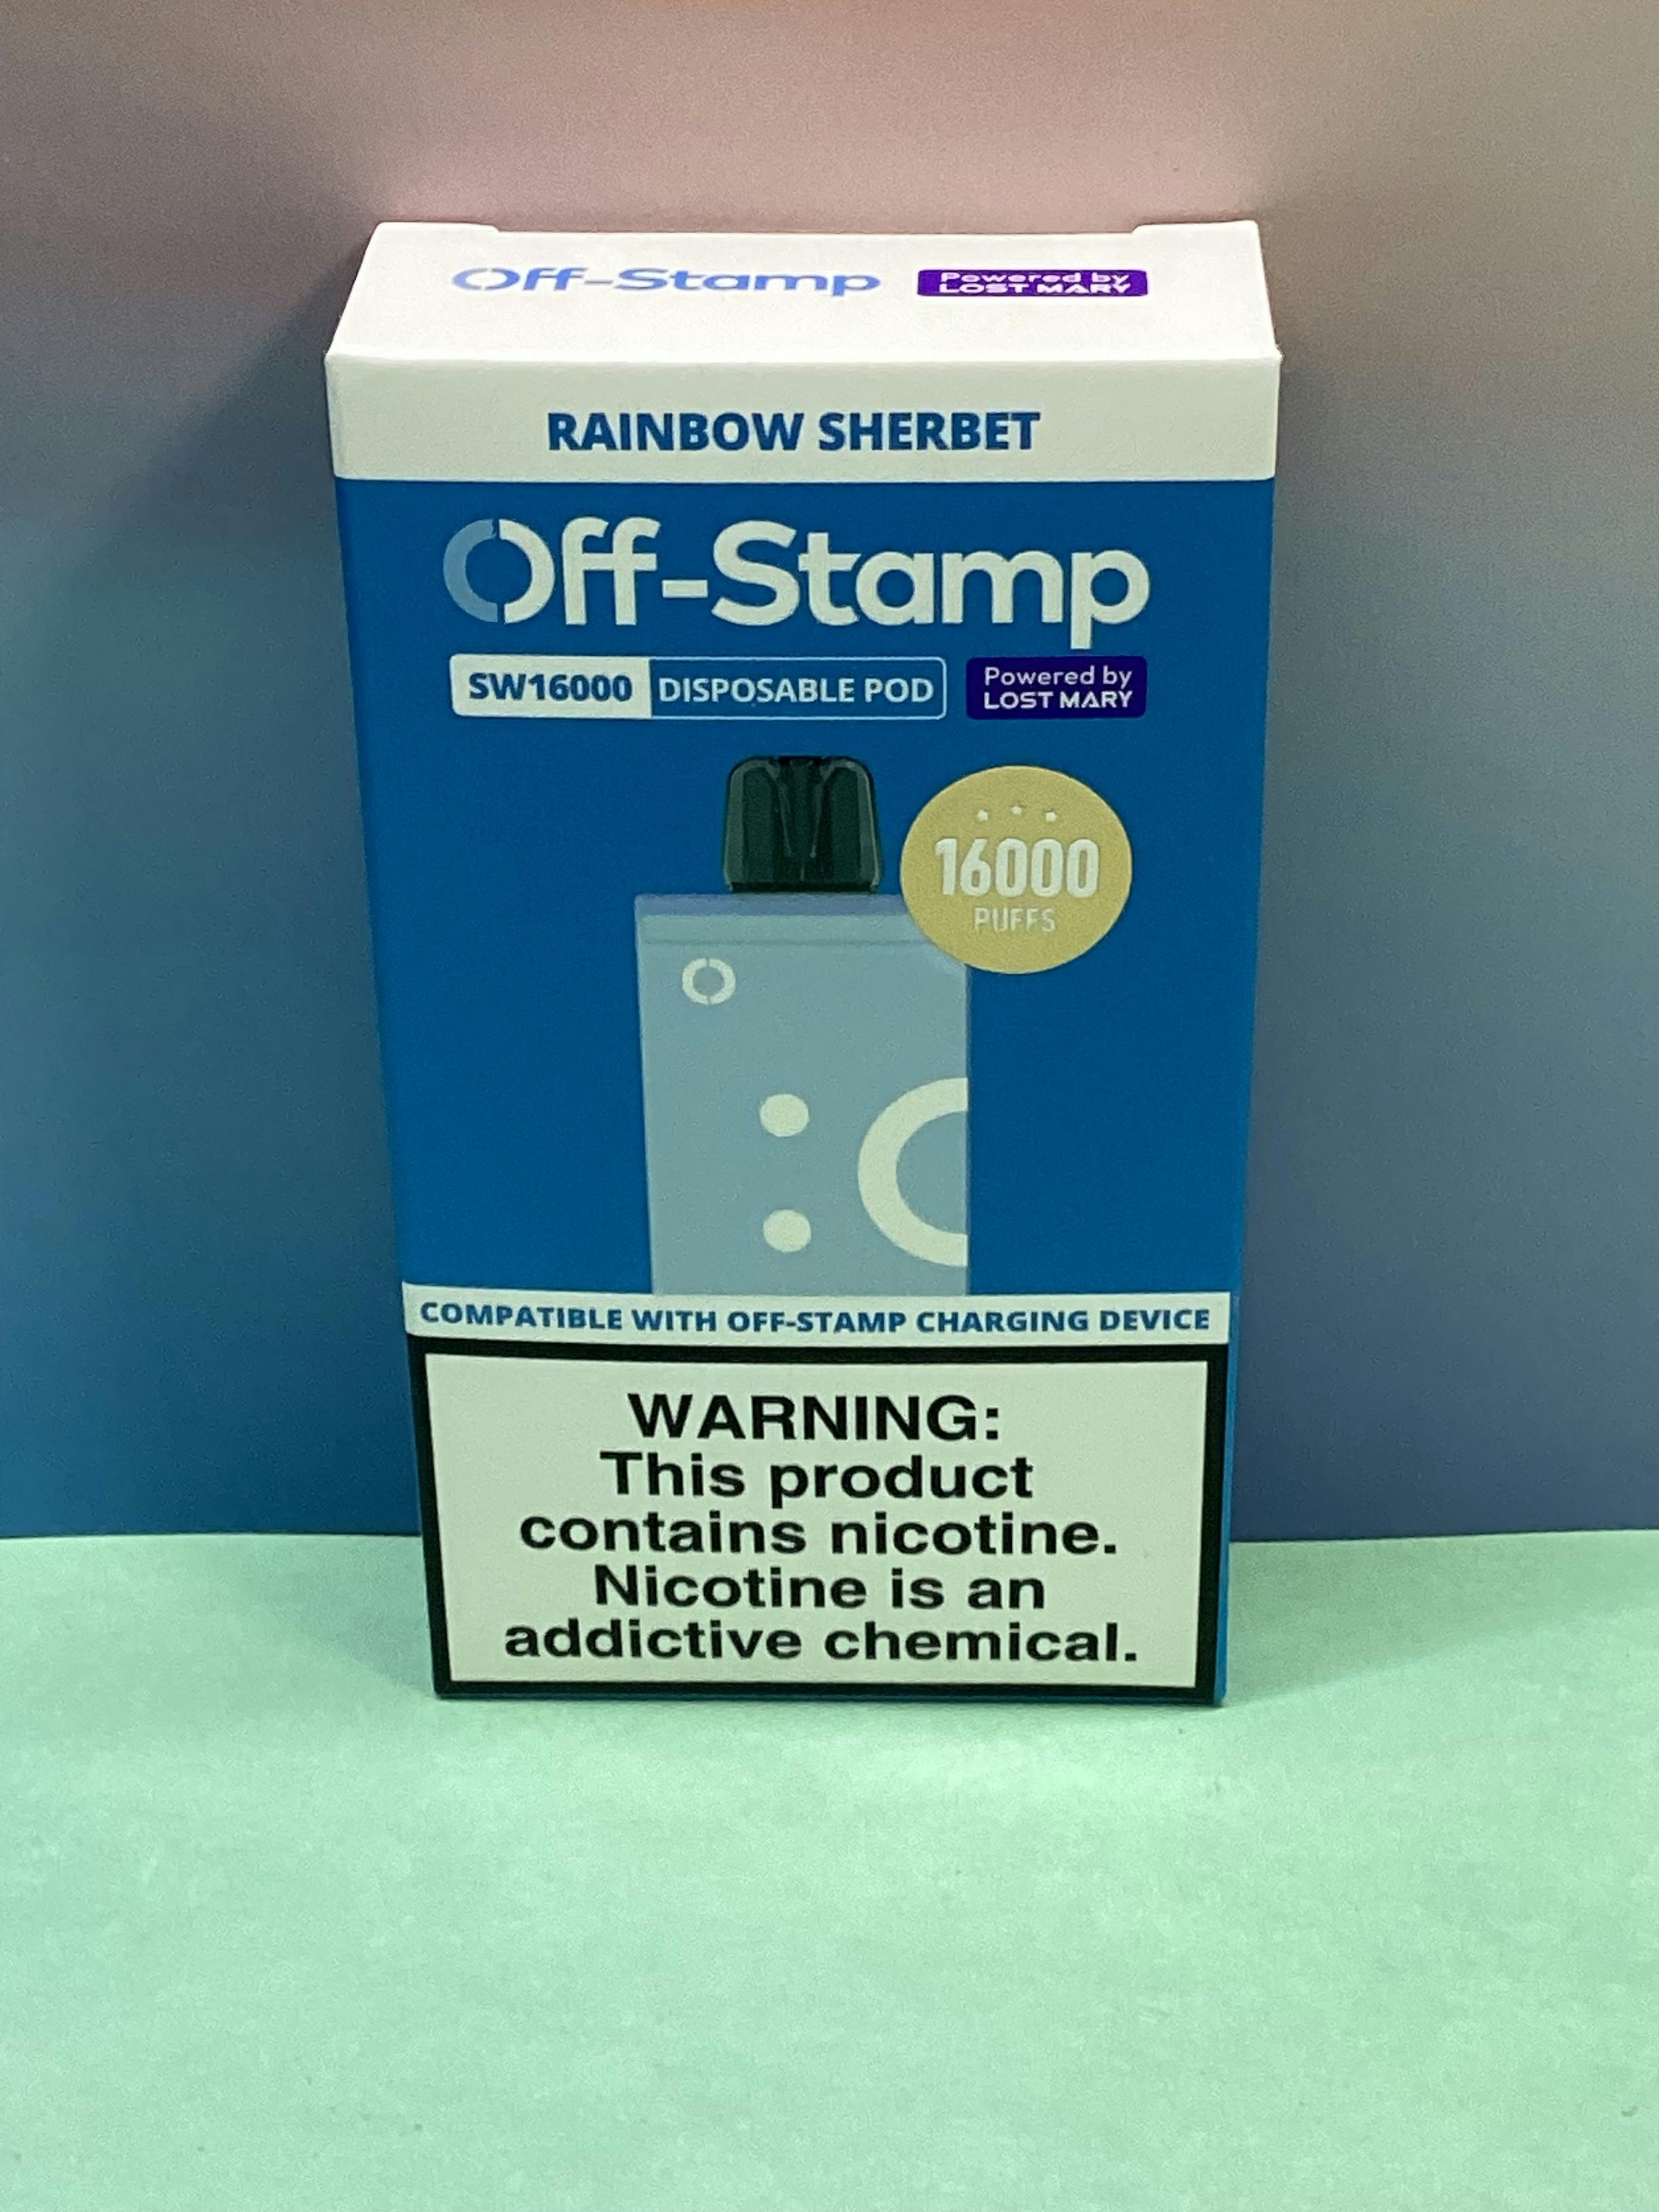 Off-Stamp Powered by
LOST MARY
RAINBOW SHERBET
Off-Stamp
SW16000 DISPOSABLE POD Powered by
LOST MARY
16000
PUFFS
COMPATIBLE WITH OFF-STAMP CHARGING DEVICE
WARNING:
This product
contains nicotine.
Nicotine is an
addictive chemical.